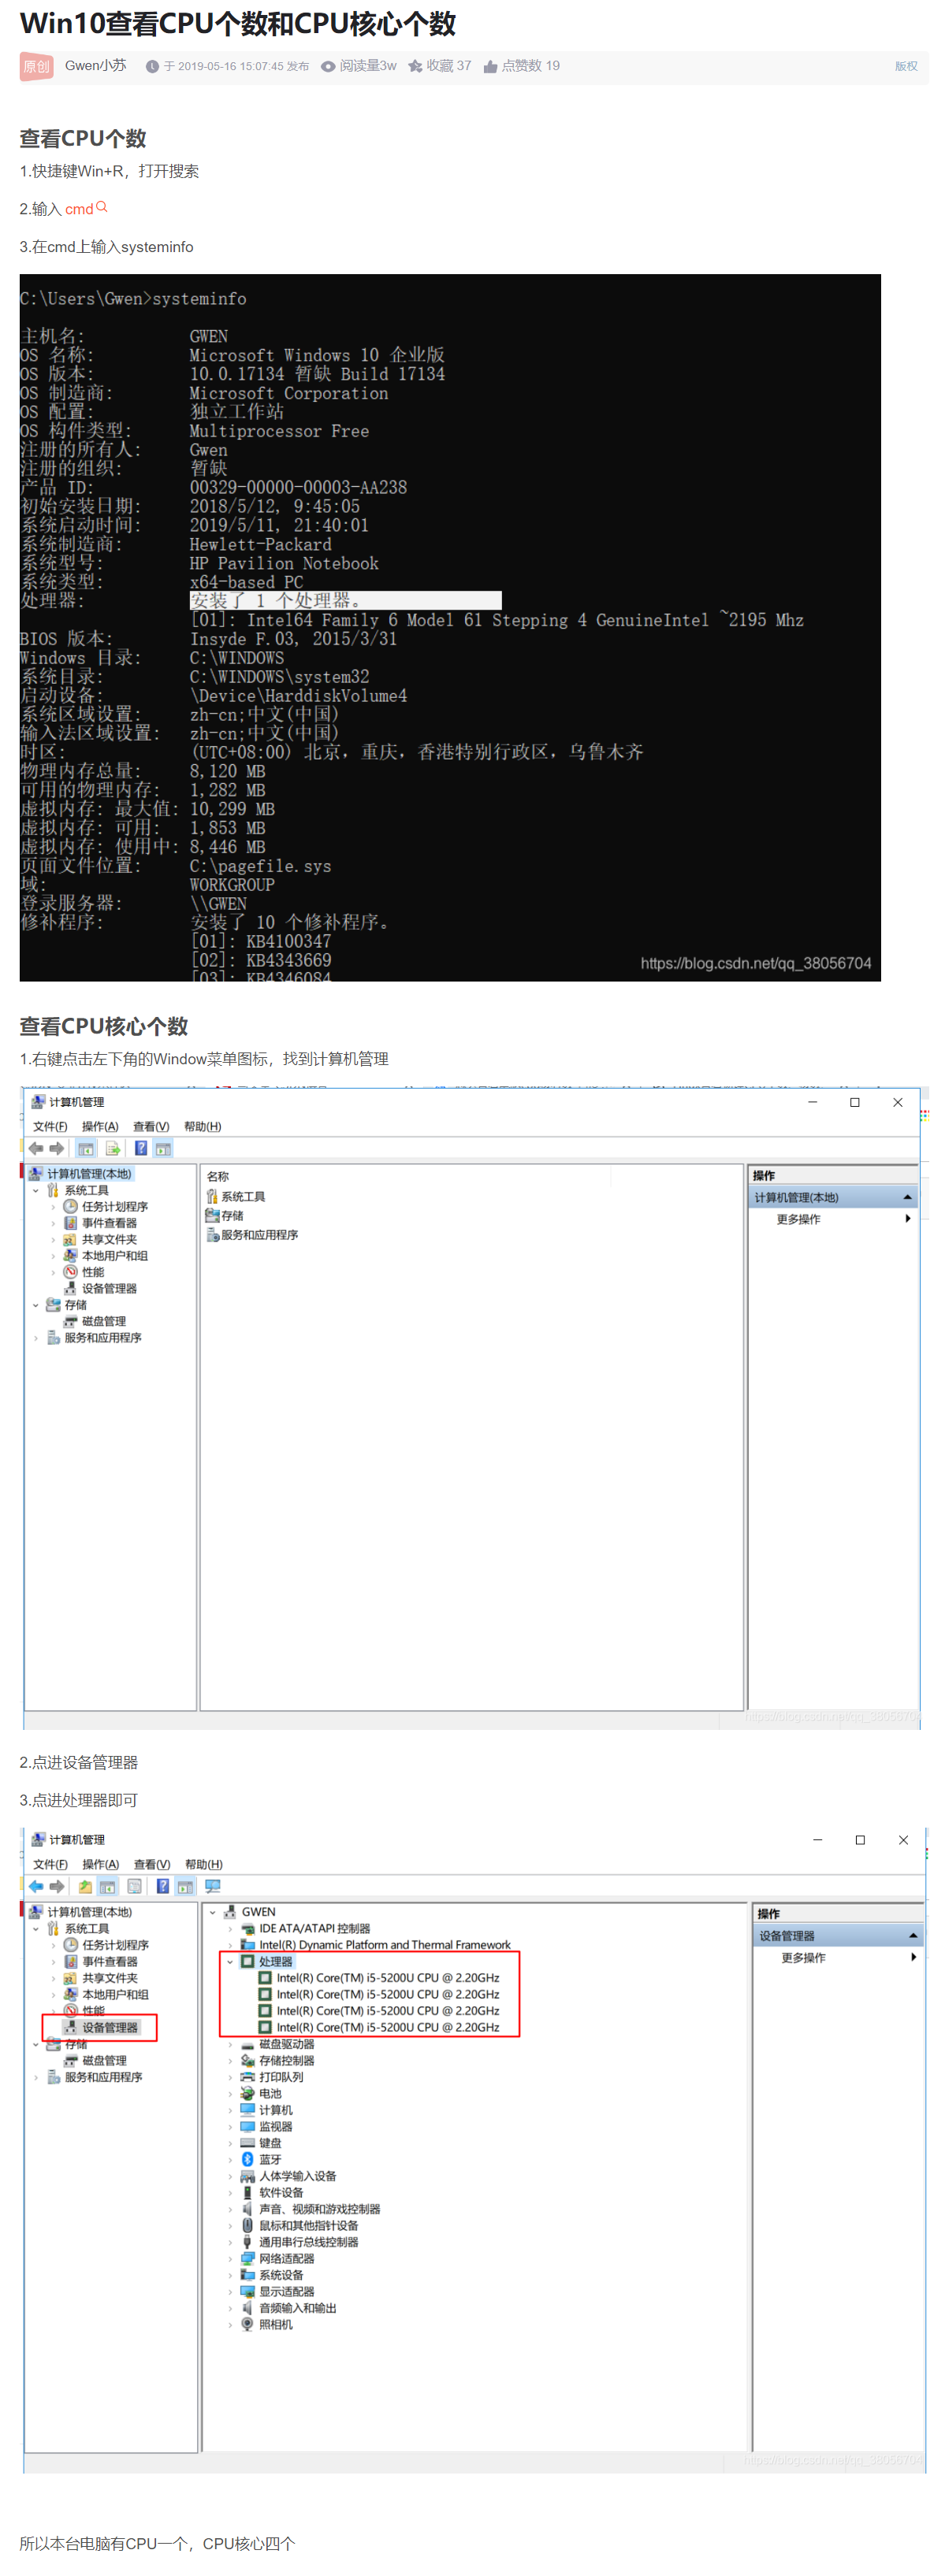 Win10查看CPU个数和CPU核心个数
原创 Gwen小苏 于 2019-05-16 15:07:45 发布 阅读量3w 收藏 37 点赞数 19 版权
查看CPU个数
1.快捷键Win+R，打开搜索
2.输入 cmd
3.在cmd上输入systeminfo
C:\Users\Gwen>systeminfo
主机名: GWEN
OS 名称: Microsoft Windows 10 企业版
OS 版本: 10.0.17134 暂缺 Build 17134
OS 制造商: Microsoft Corporation
OS 配置: 独立工作站
OS 构件类型: Multiprocessor Free
注册的所有人: Gwen
注册的组织: 暂缺
产品 ID: 00329-00000-00003-AA238
初始安装日期: 2018/5/12, 9:45:05
系统启动时间: 2019/5/11, 21:40:01
系统制造商: Hewlett-Packard
系统型号: HP Pavilion Notebook
系统类型: x64-based PC
处理器: 安装了 1 个处理器。
[01]: Intel64 Family 6 Model 61 Stepping 4 GenuineIntel ~2195 Mhz
BIOS 版本: Insyde F.03, 2015/3/31
Windows 目录: C:\WINDOWS
系统目录: C:\WINDOWS\system32
启动设备: \Device\HarddiskVolume4
系统区域设置: zh-cn;中文(中国)
输入法区域设置: zh-cn;中文(中国)
时区: (UTC+08:00) 北京，重庆，香港特别行政区，乌鲁木齐
物理内存总量: 8,120 MB
可用的物理内存: 1,282 MB
虚拟内存: 最大值: 10,299 MB
虚拟内存: 可用: 1,853 MB
虚拟内存: 使用中: 8,446 MB
页面文件位置: C:\pagefile.sys
域: WORKGROUP
登录服务器: \\GWEN
修补程序: 安装了 10 个修补程序。
[01]: KB4100347
[02]: KB4343669
[03]: KB4346084
https://blog.csdn.net/qq_38056704
查看CPU核心个数
1.右键点击左下角的Window菜单图标，找到计算机管理
计算机管理
文件(F) 操作(A) 查看(V) 帮助(H)
计算机管理(本地)
系统工具
任务计划程序
事件查看器
共享文件夹
本地用户和组
性能
设备管理器
存储
磁盘管理
服务和应用程序
名称
系统工具
存储
服务和应用程序
操作
计算机管理(本地)
更多操作
https://blog.csdn.net/qq_38056704
2.点进设备管理器
3.点进处理器即可
计算机管理
文件(F) 操作(A) 查看(V) 帮助(H)
计算机管理(本地)
系统工具
任务计划程序
事件查看器
共享文件夹
本地用户和组
性能
设备管理器
存储
磁盘管理
服务和应用程序
GWEN
IDE ATA/ATAPI 控制器
Intel(R) Dynamic Platform and Thermal Framework
处理器
Intel(R) Core(TM) i5-5200U CPU @ 2.20GHz
Intel(R) Core(TM) i5-5200U CPU @ 2.20GHz
Intel(R) Core(TM) i5-5200U CPU @ 2.20GHz
Intel(R) Core(TM) i5-5200U CPU @ 2.20GHz
磁盘驱动器
存储控制器
打印队列
电池
计算机
监视器
键盘
蓝牙
人体学输入设备
软件设备
声音、视频和游戏控制器
鼠标和其他指针设备
通用串行总线控制器
网络适配器
系统设备
显示适配器
音频输入和输出
照相机
操作
设备管理器
更多操作
https://blog.csdn.net/qq_38056704
所以本台电脑有CPU一个，CPU核心四个